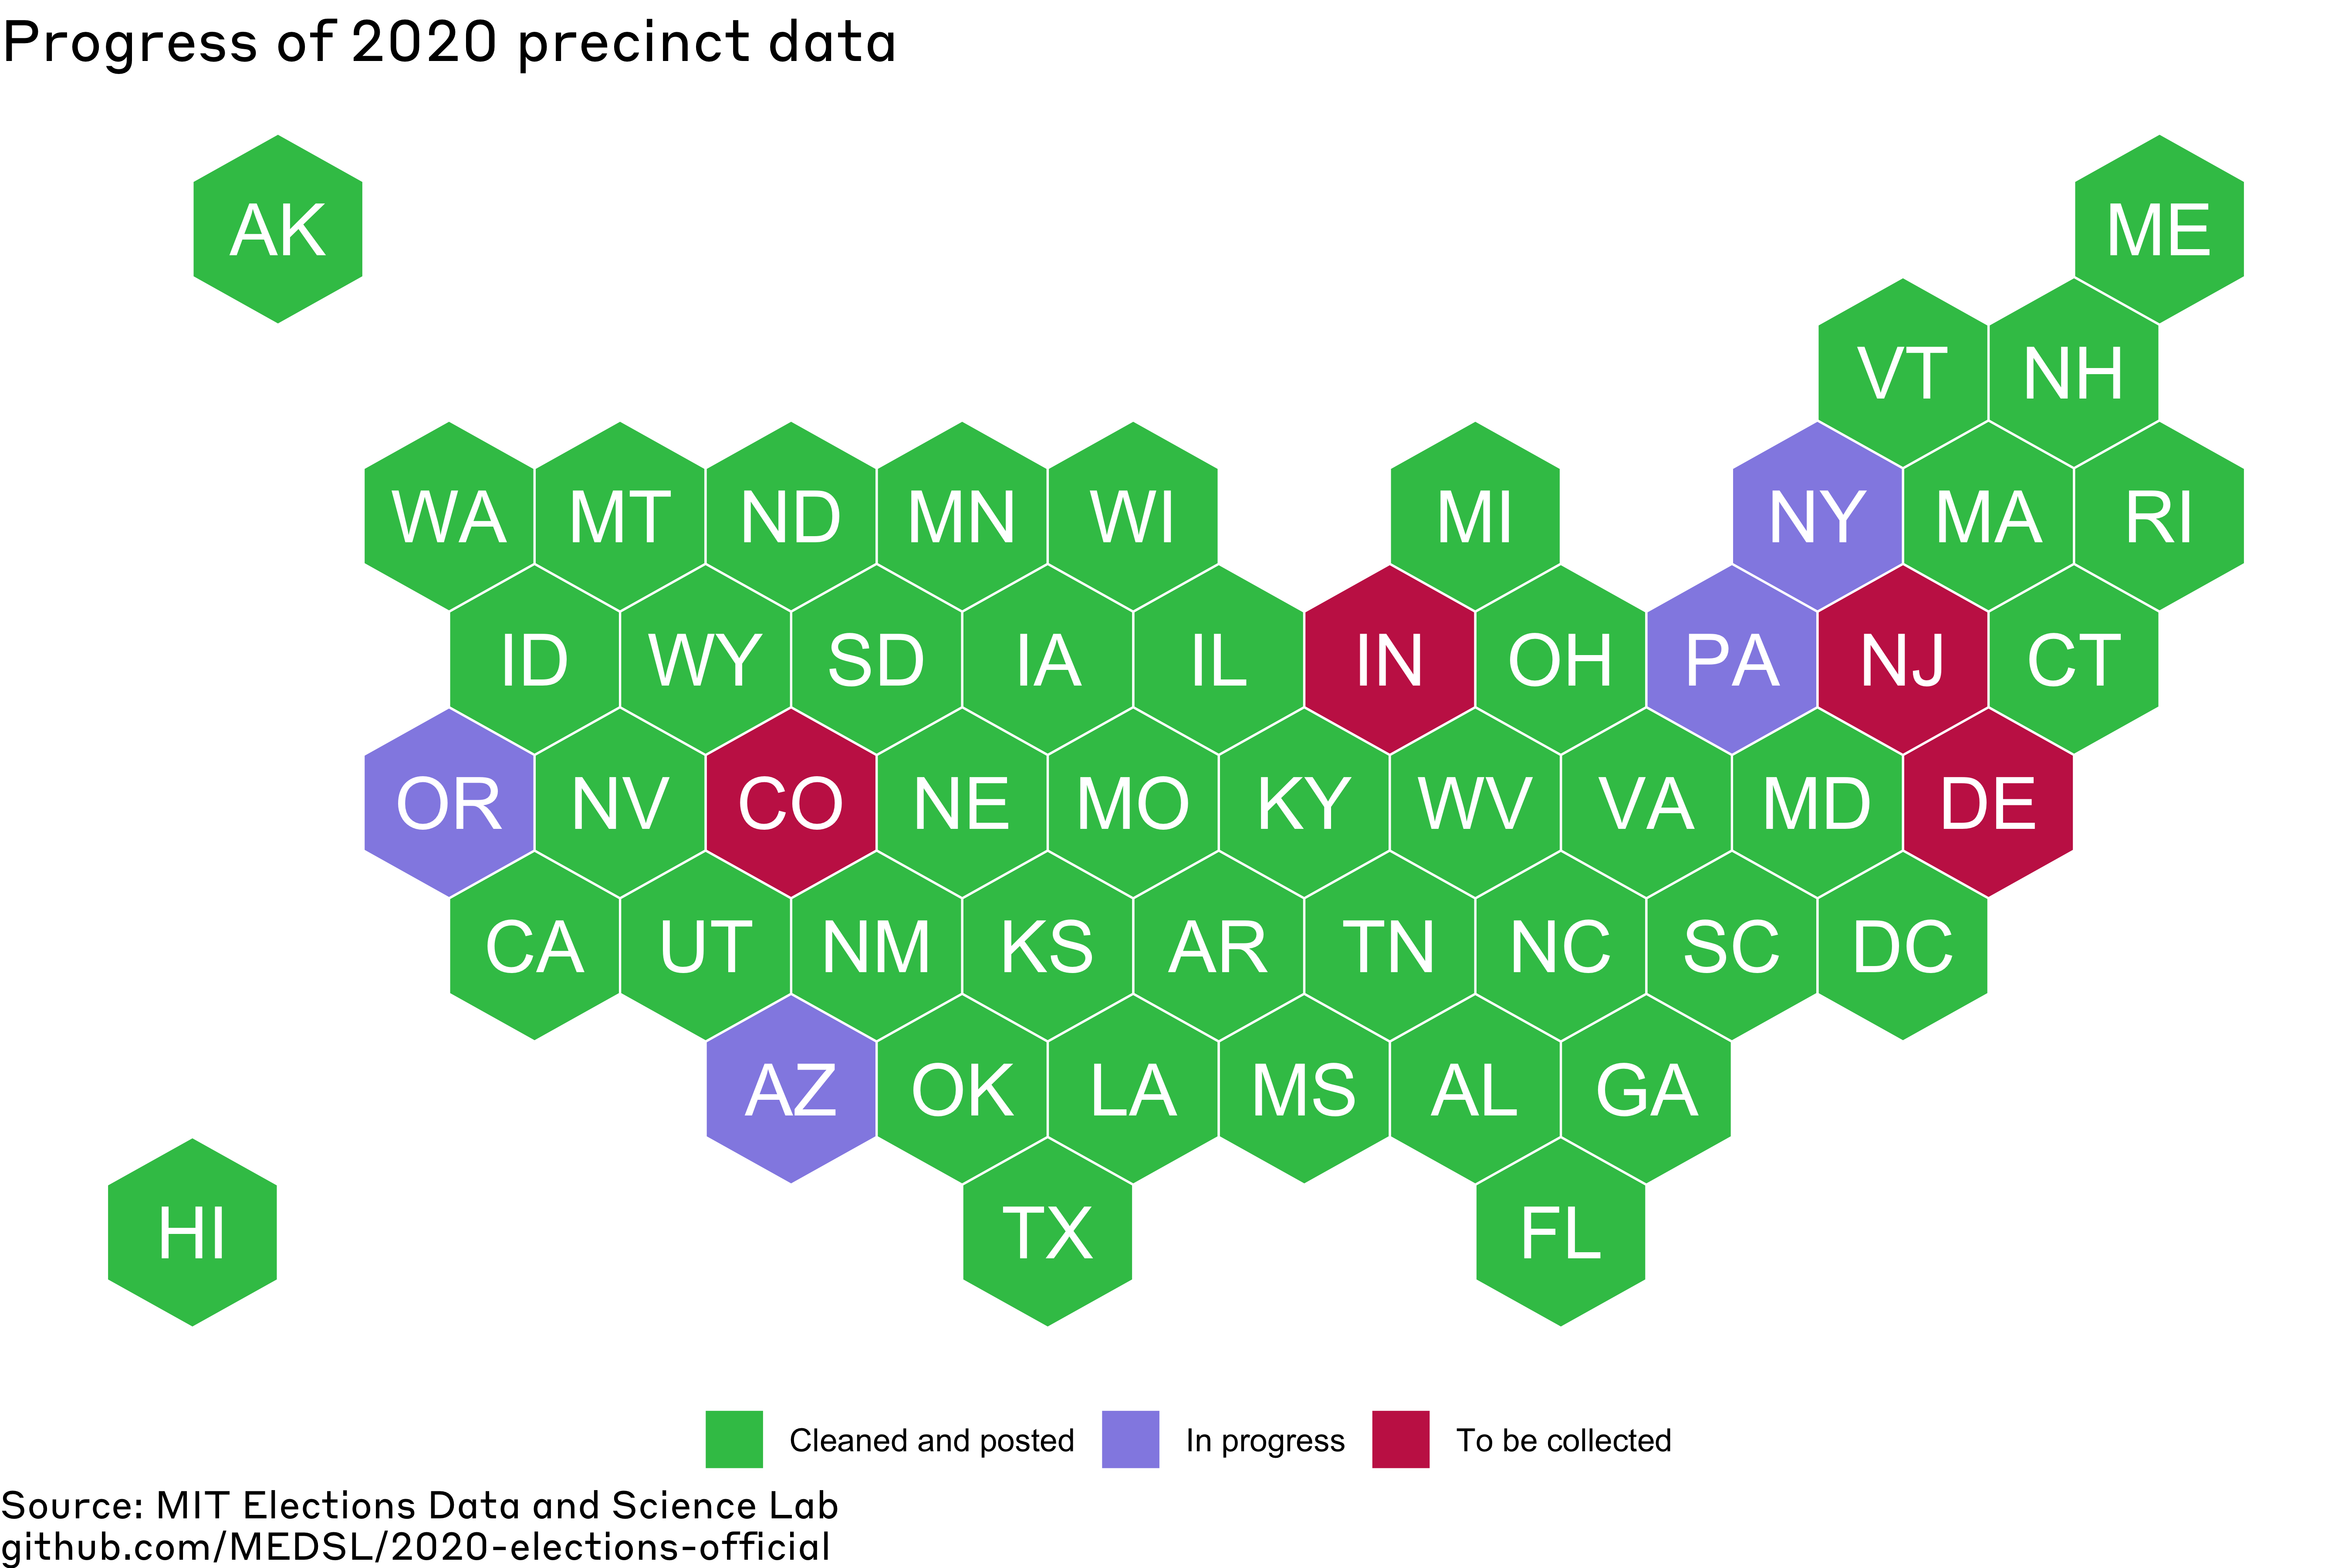 Progress of 2020 precinct data
AK ME
VT NH
WA MT ND MN WI MI NY MA RI
ID WY SD IA IL IN OH PA NJ CT
OR NV CO NE MO KY WV VA MD DE
CA UT NM KS AR TN NC SC DC
AZ OK LA MS AL GA
HI TX FL
Cleaned and posted In progress To be collected
Source: MIT Elections Data and Science Lab
github.com/MEDSL/2020-elections-official